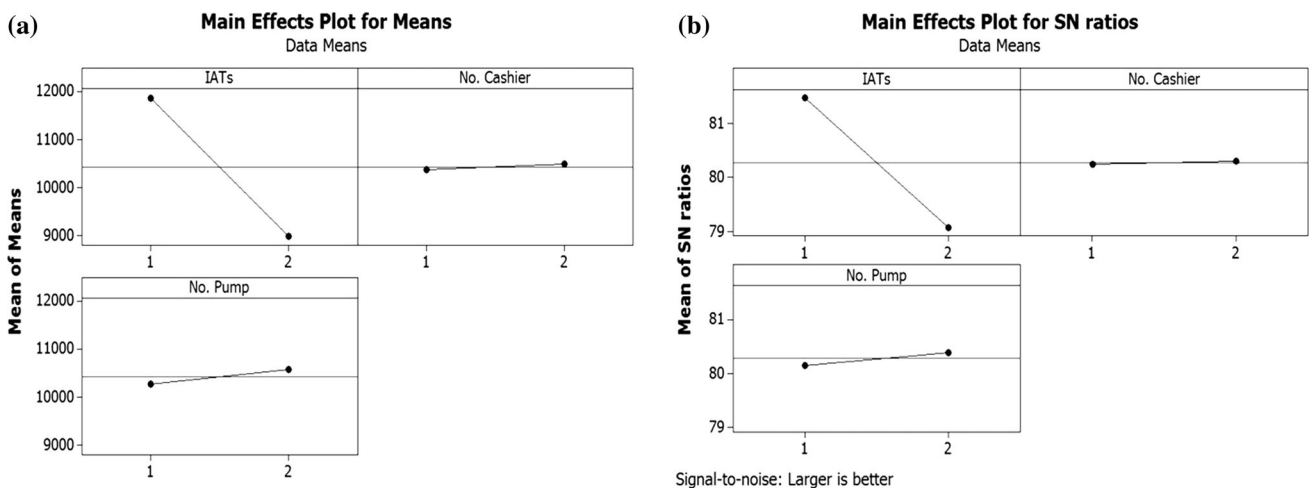 (a)
Main Effects Plot for Means
Data Means
IATs
No. Cashier
12000
11000
10000
9000
1
2
1
2
No. Pump
12000
11000
10000
9000
1
2
Mean of Means
(b)
Main Effects Plot for SN ratios
Data Means
IATs
No. Cashier
81
80
79
1
2
1
2
No. Pump
81
80
79
1
2
Mean of SN ratios
Signal-to-noise: Larger is better